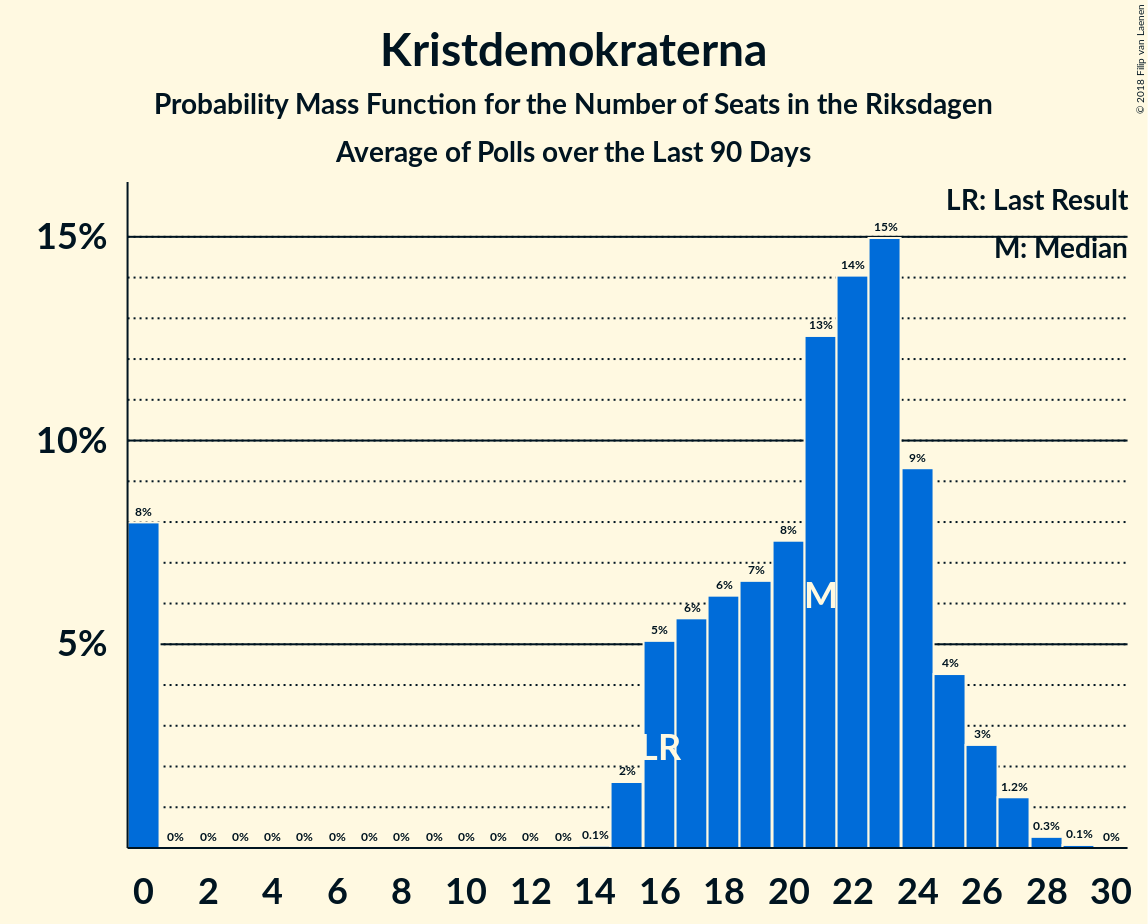 Kristdemokraterna
Probability Mass Function for the Number of Seats in the Riksdagen
Average of Polls over the Last 90 Days
© 2018 Filip van Laenen
LR: Last Result
M: Median
15%
10%
5%
8% 0% 0% 0% 0% 0% 0% 0% 0% 0% 0% 0% 0% 0% 0.1% 2% 5% 6% 6% 7% 8% 13% 14% 15% 9% 4% 3% 1.2% 0.3% 0.1% 0%
LR
M
0 2 4 6 8 10 12 14 16 18 20 22 24 26 28 30